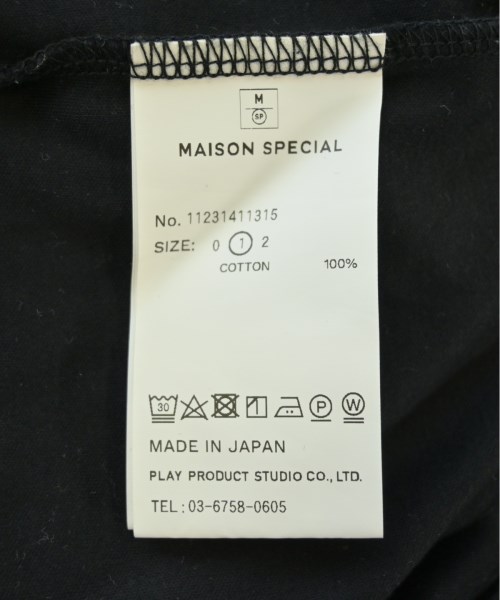 M
SP
MAISON SPECIAL
No. 11231411315
SIZE: 0 1 2
COTTON 100%
30 P W
MADE IN JAPAN
PLAY PRODUCT STUDIO CO., LTD.
TEL : 03-6758-0605